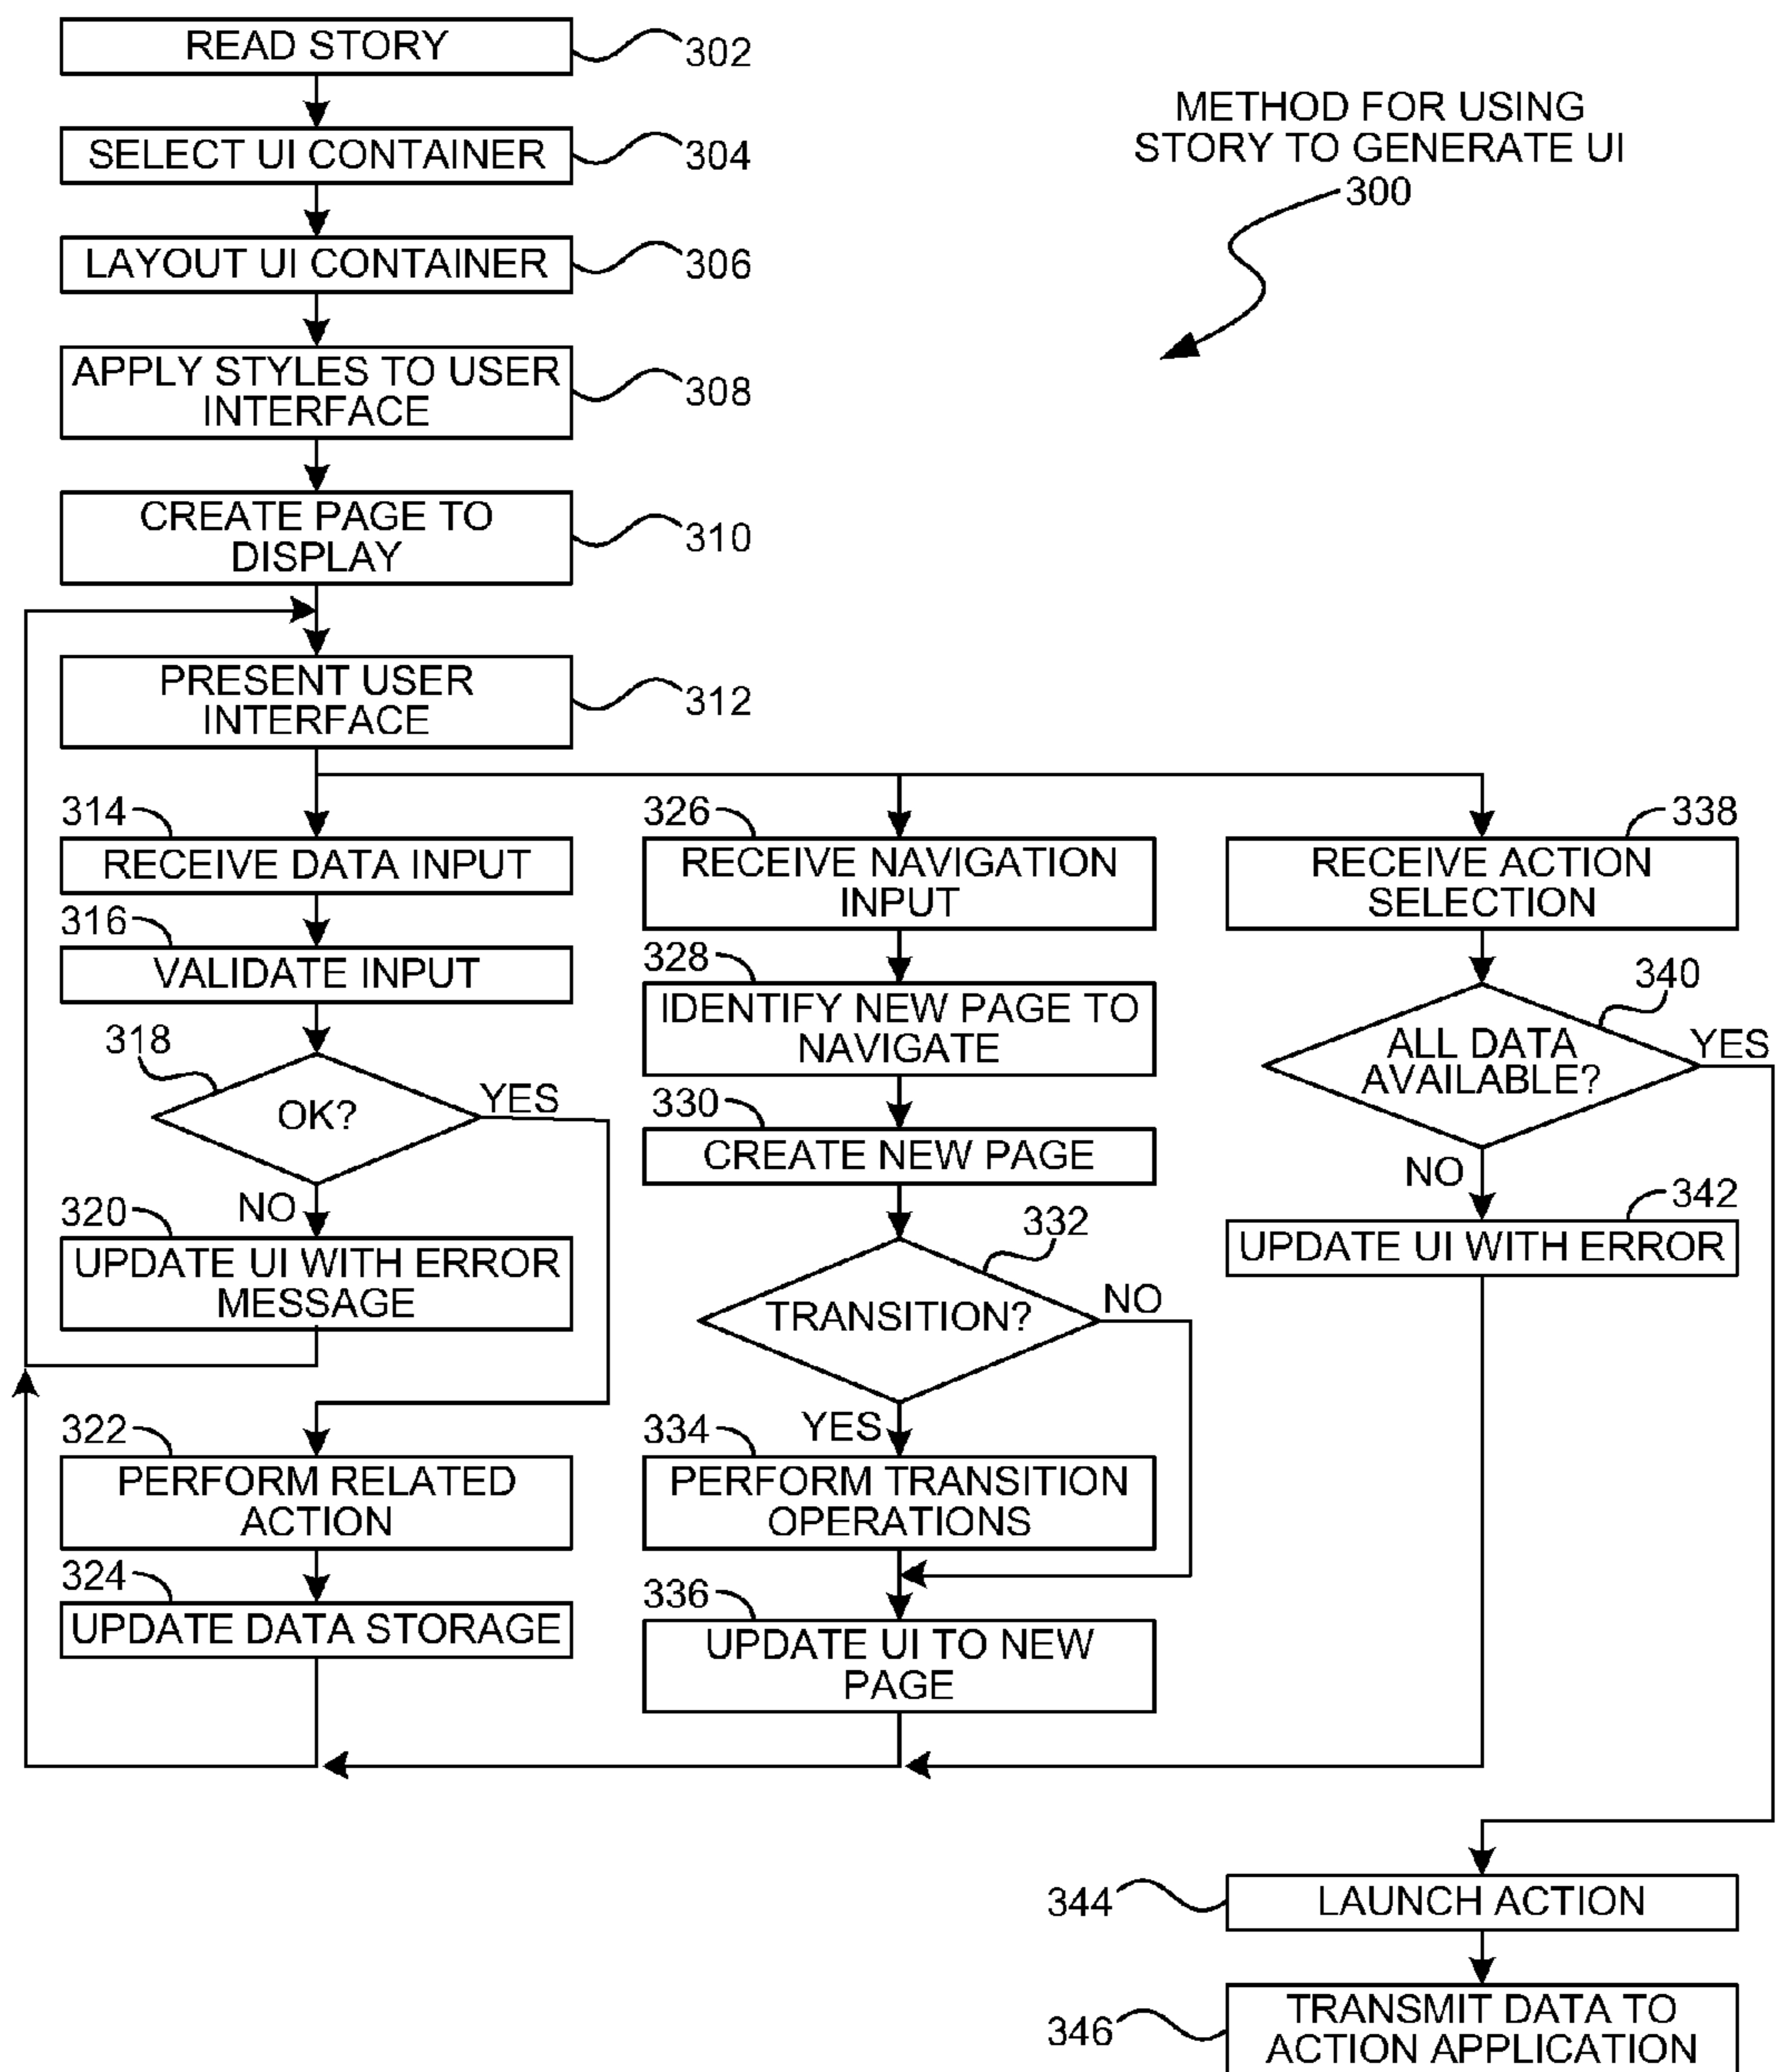 READ STORY
302
METHOD FOR USING
STORY TO GENERATE UI
300
SELECT UI CONTAINER
304
LAYOUT UI CONTAINER
306
APPLY STYLES TO USER
INTERFACE
308
CREATE PAGE TO
DISPLAY
310
PRESENT USER
INTERFACE
312
314
RECEIVE DATA INPUT
316
VALIDATE INPUT
318
OK?
YES
NO
320
UPDATE UI WITH ERROR
MESSAGE
322
PERFORM RELATED
ACTION
324
UPDATE DATA STORAGE
326
RECEIVE NAVIGATION
INPUT
328
IDENTIFY NEW PAGE TO
NAVIGATE
330
CREATE NEW PAGE
332
TRANSITION?
NO
YES
334
PERFORM TRANSITION
OPERATIONS
336
UPDATE UI TO NEW
PAGE
338
RECEIVE ACTION
SELECTION
340
ALL DATA
AVAILABLE?
YES
NO
342
UPDATE UI WITH ERROR
344
LAUNCH ACTION
346
TRANSMIT DATA TO
ACTION APPLICATION